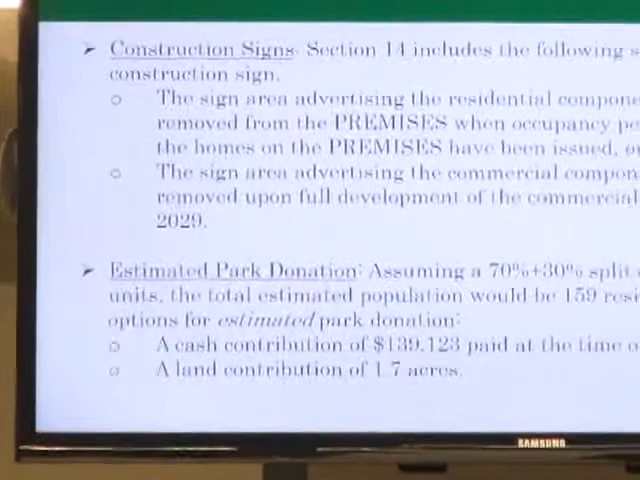 ➤ Construction Signs: Section 14 includes the following
construction sign.
o The sign area advertising the residential
removed from the PREMISES when occupancy
the homes on the PREMISES have been issued,
o The sign area advertising the commercial
removed upon full development of the commercial
2029.
➤ Estimated Park Donation: Assuming a 70%+30% split
units, the total estimated population would be 159
options for estimated park donation:
o A cash contribution of $139,123 paid at the time
o A land contribution of 1.7 acres.
SAMSUNG